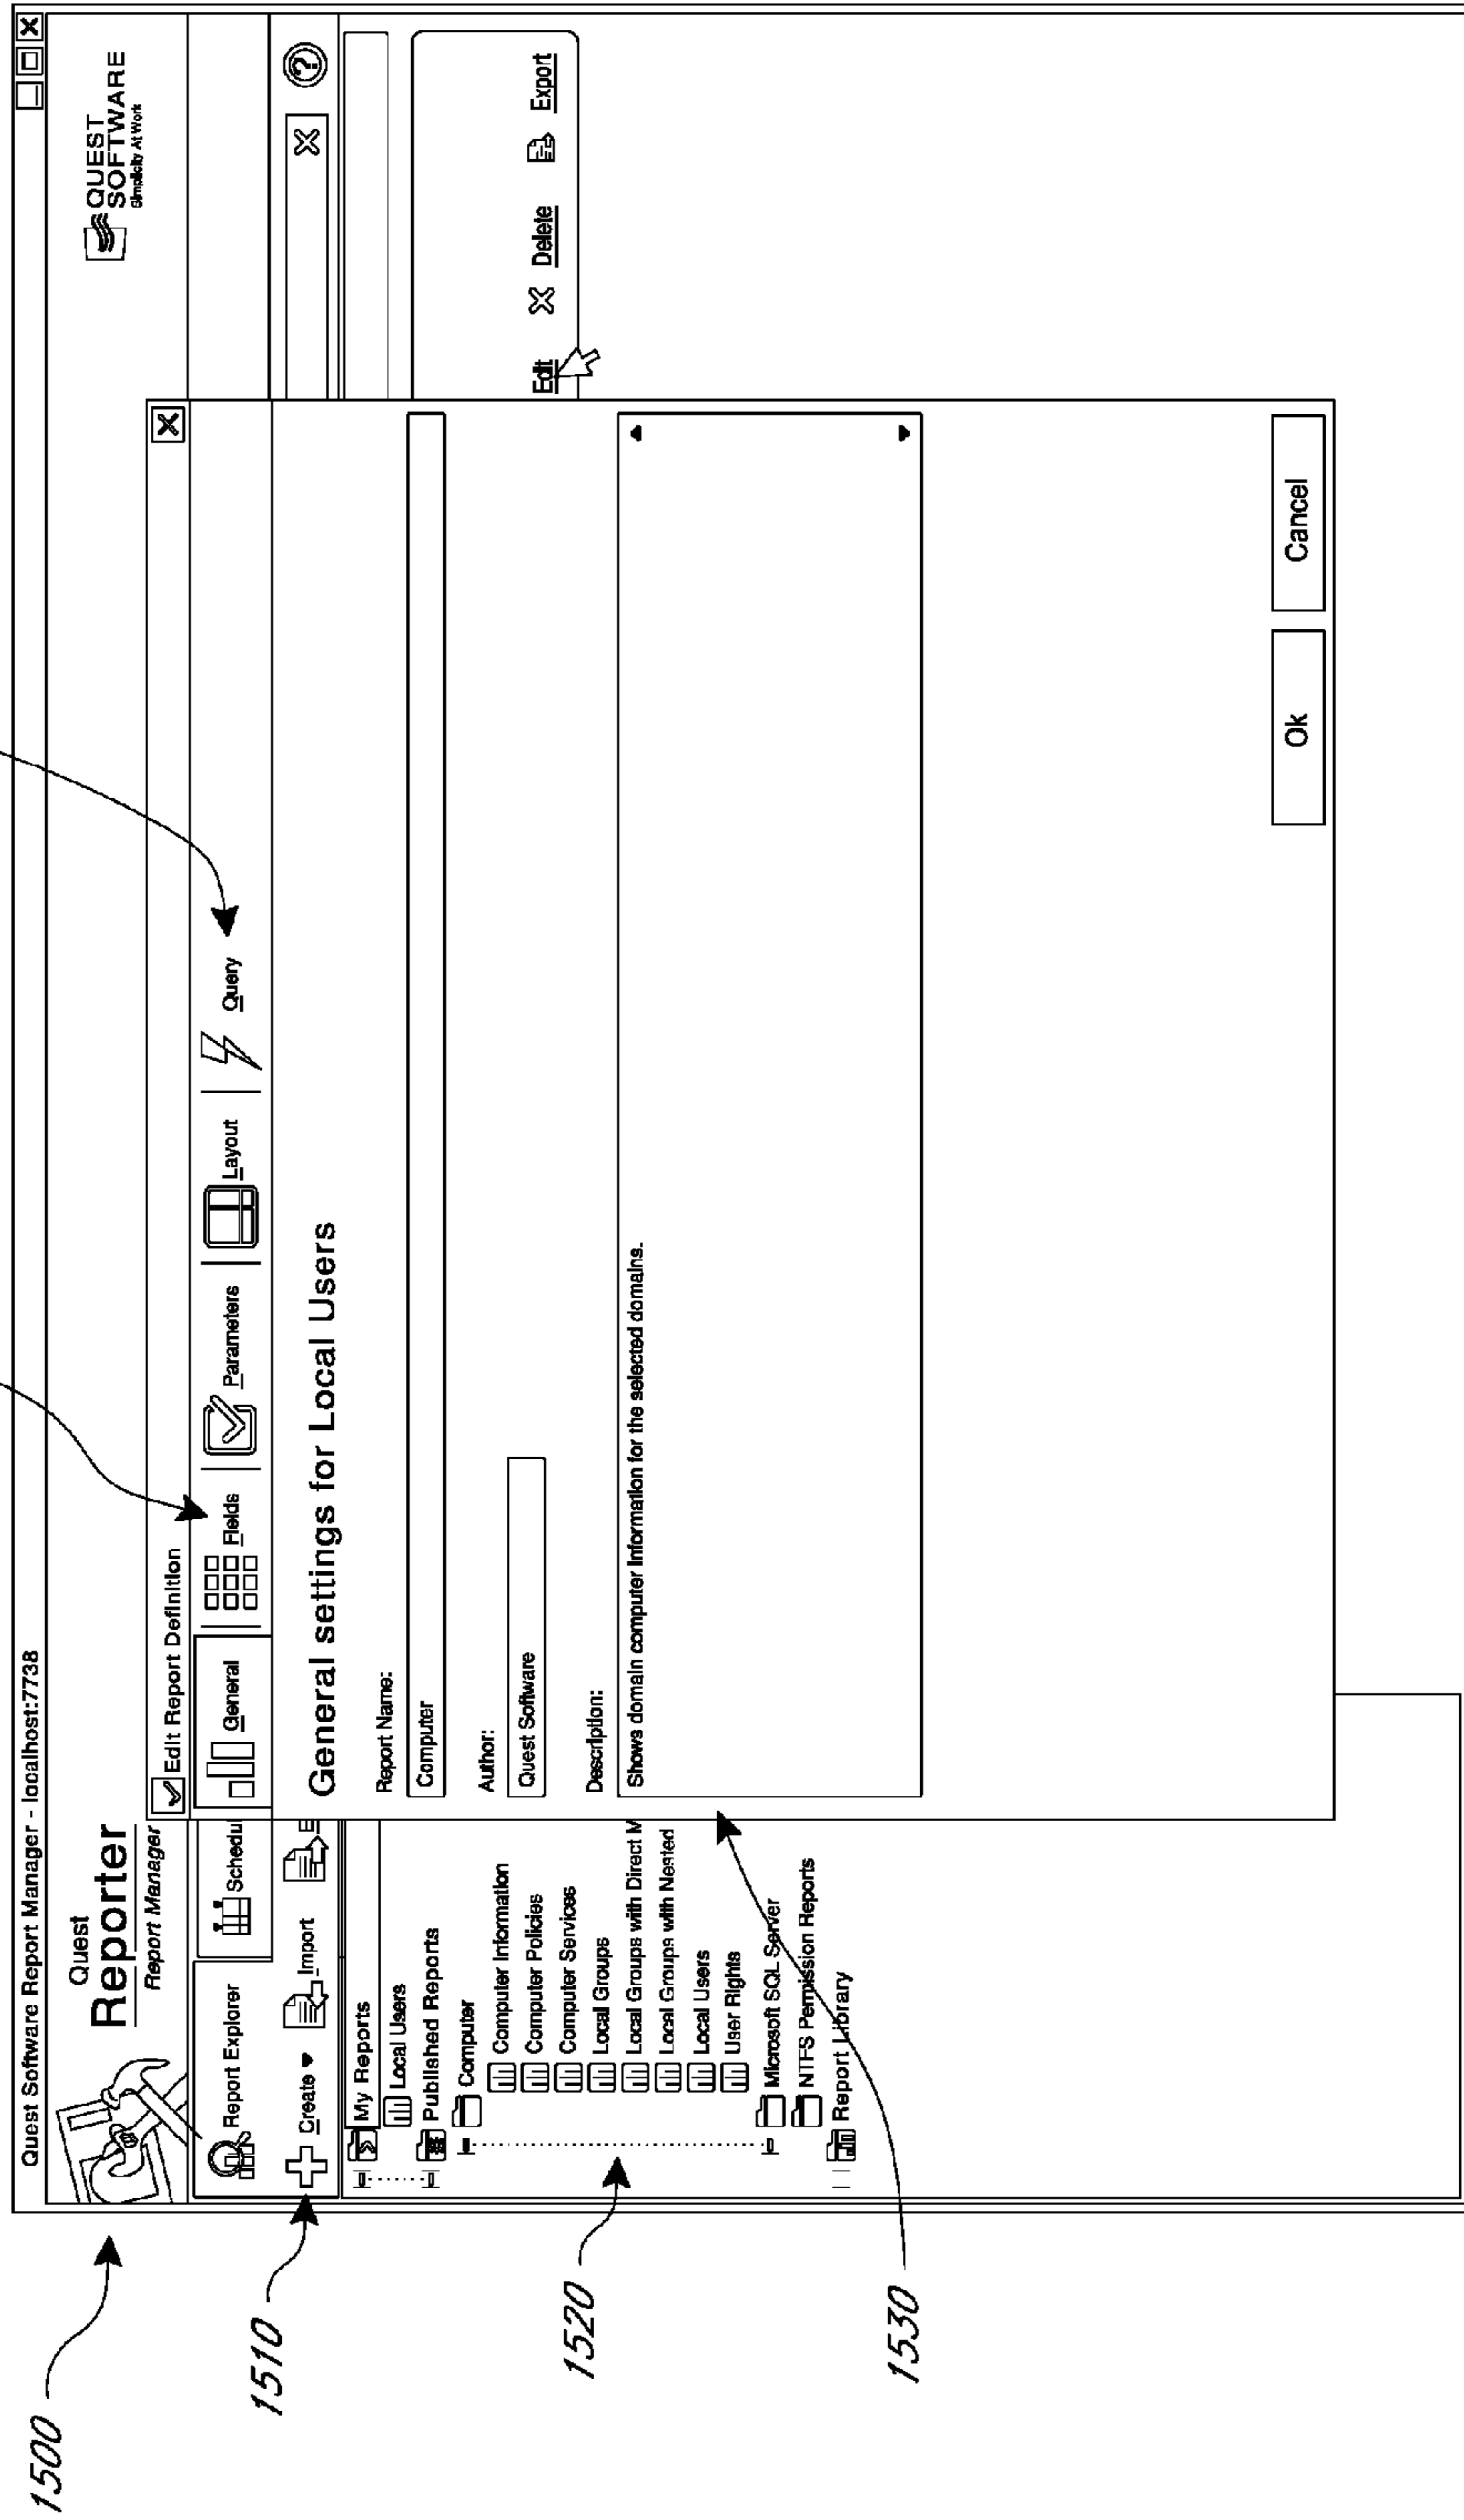 1500
Quest Software Report Manager - localhost:7738
Quest
Reporter
Report Manager
QUEST
SOFTWARE
Simplicity At Work
Report Explorer
Schedul
1510
Create
Import
My Reports
Local Users
Published Reports
Computer
Computer Information
Computer Policies
Computer Services
Local Groups
Local Groups with Direct M
Local Groups with Nested
Local Users
User Rights
Microsoft SQL Server
NTFS Permission Reports
Report Library
1520
1530
Edit Report Definition
General
Fields
Parameters
Layout
Query
General settings for Local Users
Report Name:
Computer
Author:
Quest Software
Description:
Shows domain computer information for the selected domains.
Ok
Cancel
Edit
Delete
Export